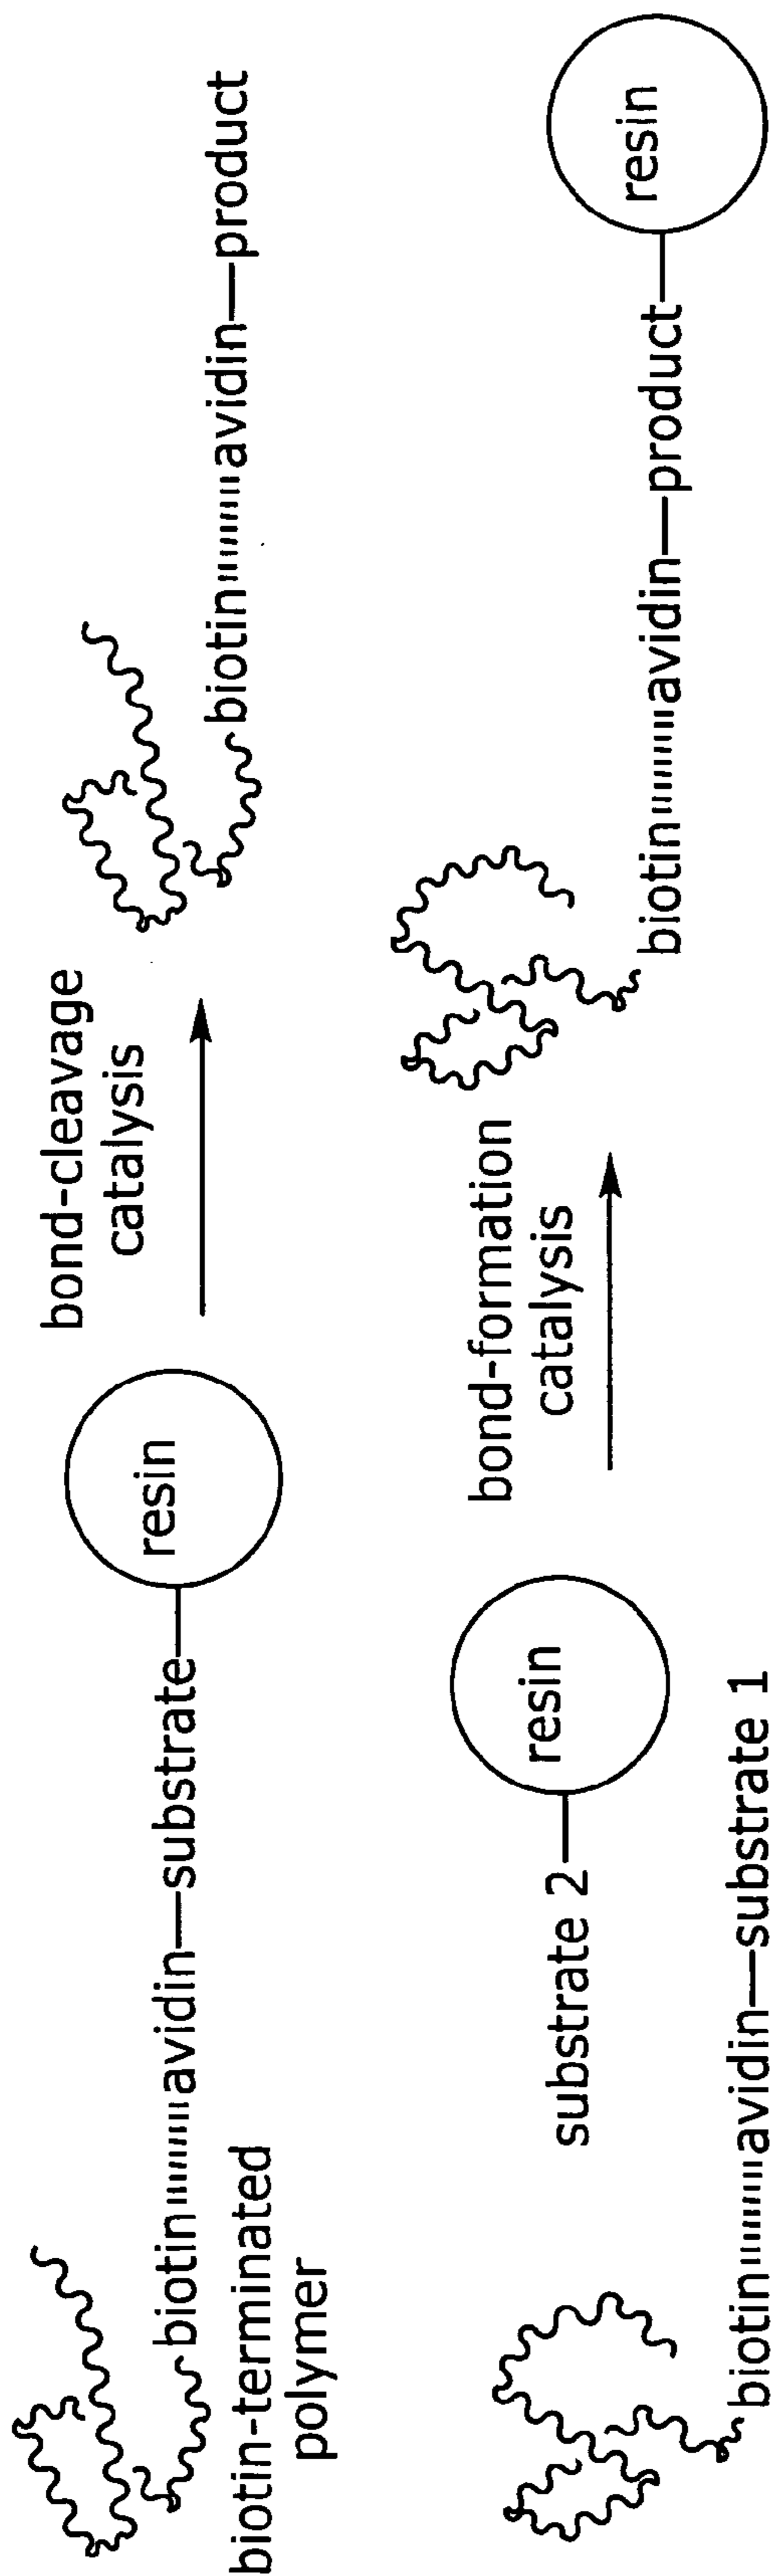 biotin avidin—substrate—resin
biotin-terminated
polymer
bond-cleavage
catalysis
biotin avidin—product
substrate 2—resin
biotin avidin—substrate 1
bond-formation
catalysis
biotin avidin—product—resin